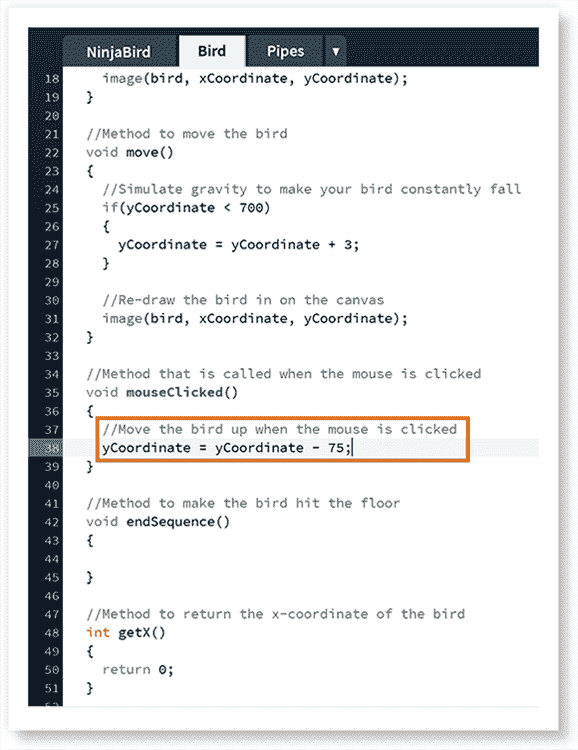 NinjaBird Bird Pipes ▼
18 image(bird, xCoordinate, yCoordinate);
19 }
20
21 //Method to move the bird
22 void move()
23 {
24 //Simulate gravity to make your bird constantly fall
25 if(yCoordinate < 700)
26 {
27 yCoordinate = yCoordinate + 3;
28 }
29
30 //Re-draw the bird in on the canvas
31 image(bird, xCoordinate, yCoordinate);
32 }
33
34 //Method that is called when the mouse is clicked
35 void mouseClicked()
36 {
37 //Move the bird up when the mouse is clicked
38 yCoordinate = yCoordinate - 75;
39 }
40
41 //Method to make the bird hit the floor
42 void endSequence()
43 {
44
45 }
46
47 //Method to return the x-coordinate of the bird
48 int getX()
49 {
50 return 0;
51 }